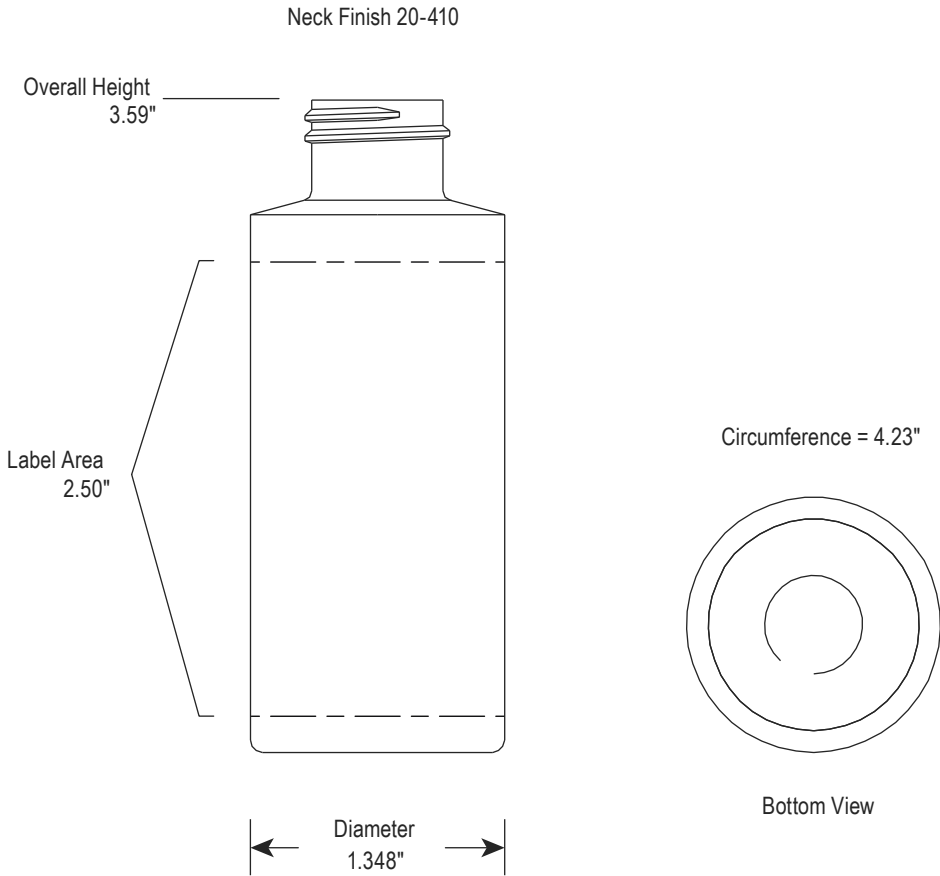 Neck Finish 20-410
Overall Height
3.59"
Label Area
2.50"
Circumference = 4.23"
Bottom View
Diameter
1.348"